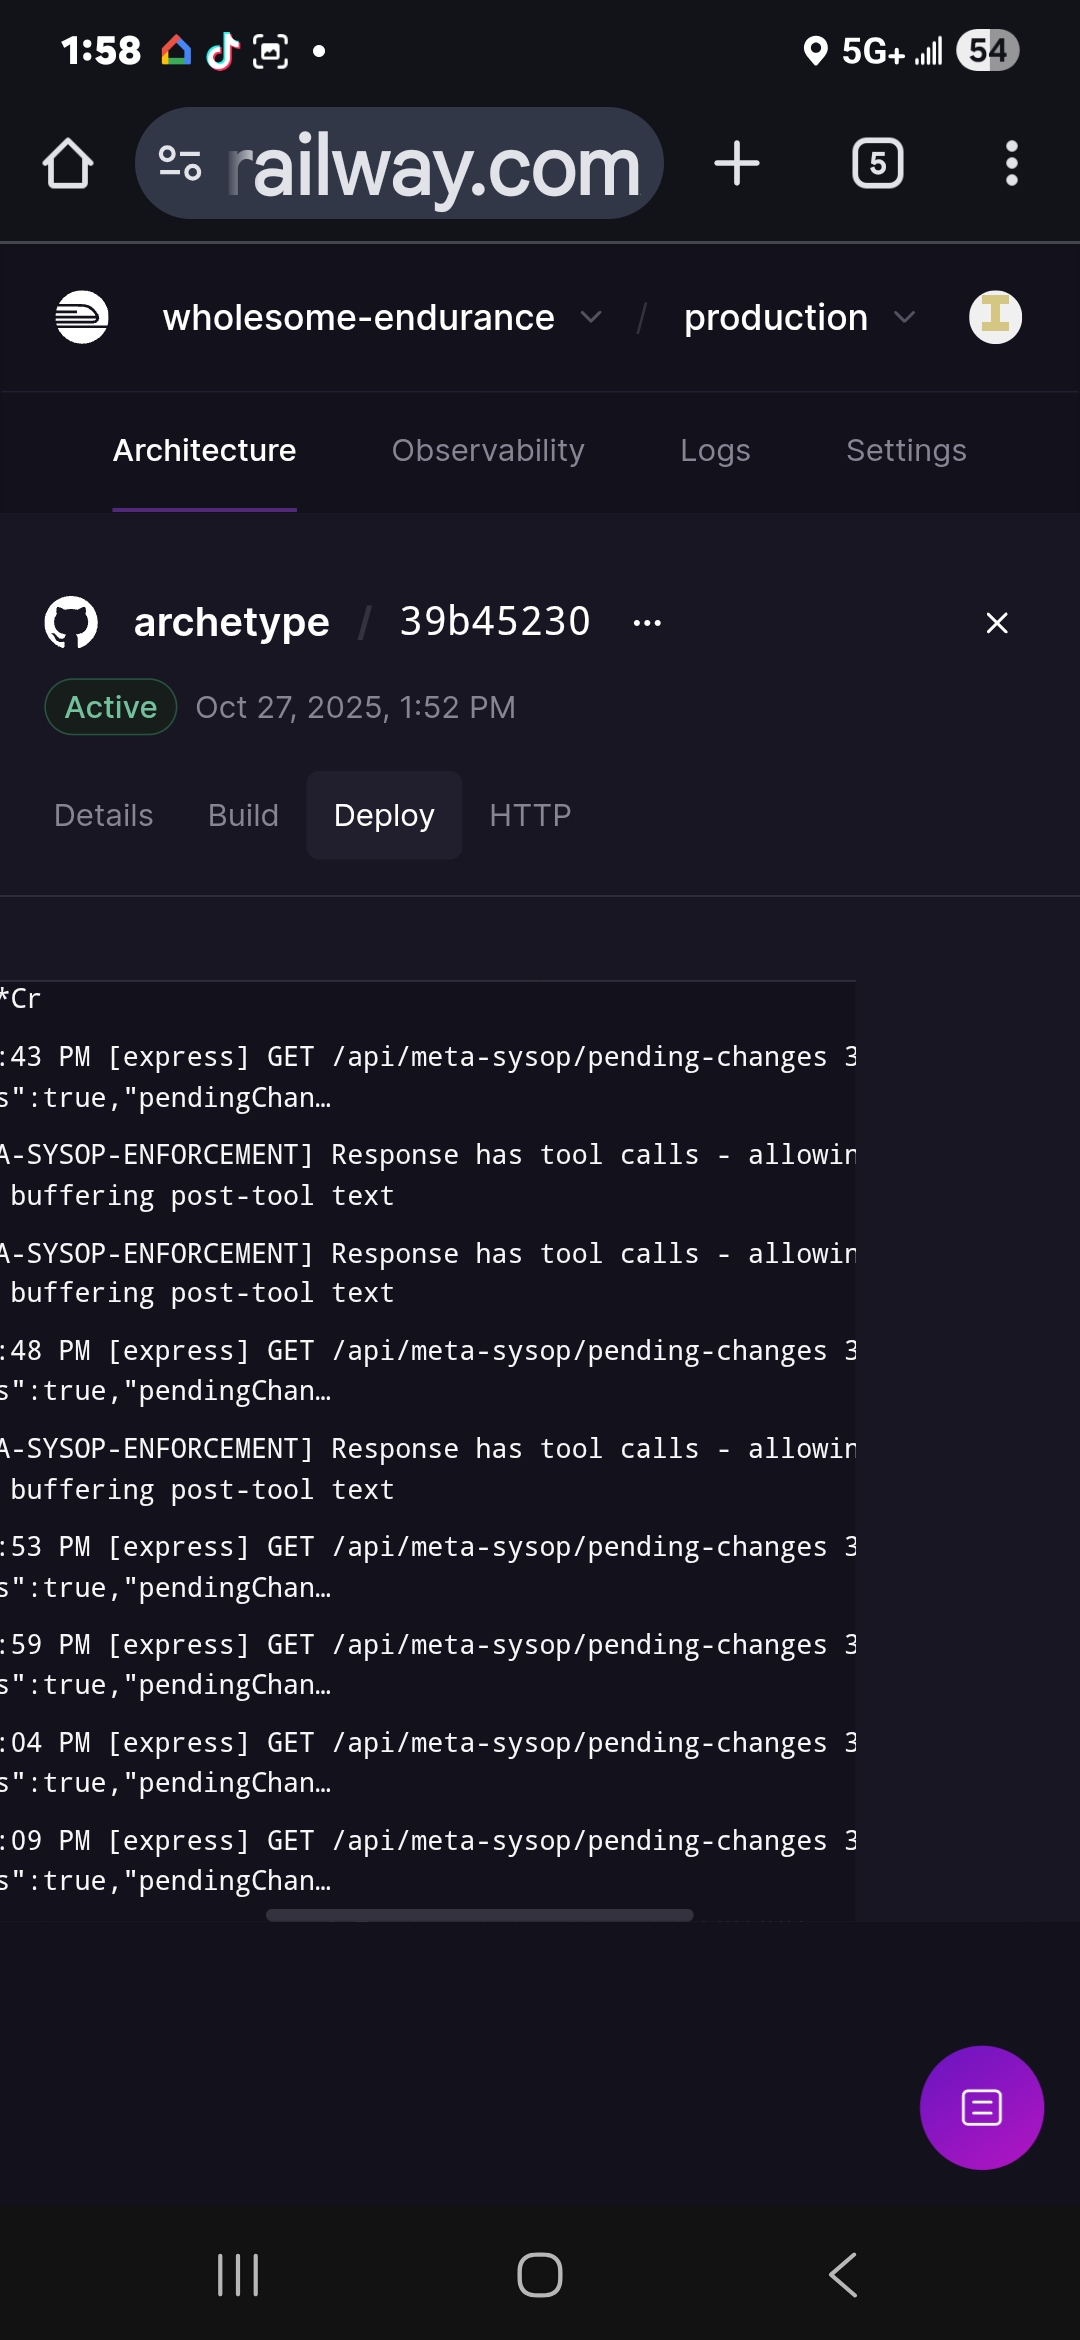 1:58
5G+
54
railway.com
5
wholesome-endurance / production
Architecture Observability Logs Settings
archetype / 39b45230 ...
Active Oct 27, 2025, 1:52 PM
Details Build Deploy HTTP
*Cr
:43 PM [express] GET /api/meta-sysop/pending-changes 3
s":true,"pendingChan…
A-SYSOP-ENFORCEMENT] Response has tool calls - allowin
buffering post-tool text
A-SYSOP-ENFORCEMENT] Response has tool calls - allowin
buffering post-tool text
:48 PM [express] GET /api/meta-sysop/pending-changes 3
s":true,"pendingChan…
A-SYSOP-ENFORCEMENT] Response has tool calls - allowin
buffering post-tool text
:53 PM [express] GET /api/meta-sysop/pending-changes 3
s":true,"pendingChan…
:59 PM [express] GET /api/meta-sysop/pending-changes 3
s":true,"pendingChan…
:04 PM [express] GET /api/meta-sysop/pending-changes 3
s":true,"pendingChan…
:09 PM [express] GET /api/meta-sysop/pending-changes 3
s":true,"pendingChan…